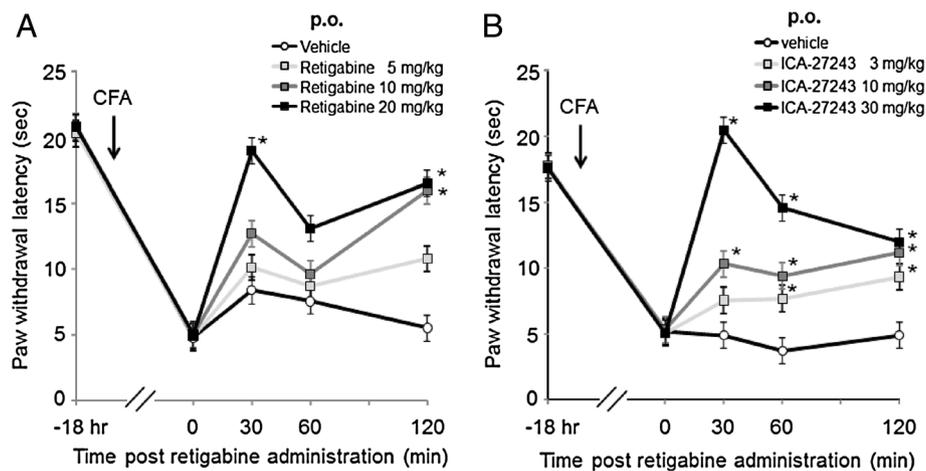 A
p.o.
Vehicle
Retigabine 5 mg/kg
Retigabine 10 mg/kg
Retigabine 20 mg/kg
CFA
*
*
*
Paw withdrawal latency (sec)
25
20
15
10
5
0
-18 hr
0
30
60
120
Time post retigabine administration (min)
B
p.o.
vehicle
ICA-27243 3 mg/kg
ICA-27243 10 mg/kg
ICA-27243 30 mg/kg
CFA
*
*
*
*
*
*
*
*
Paw withdrawal latency (sec)
25
20
15
10
5
0
-18 hr
0
30
60
120
Time post retigabine administration (min)